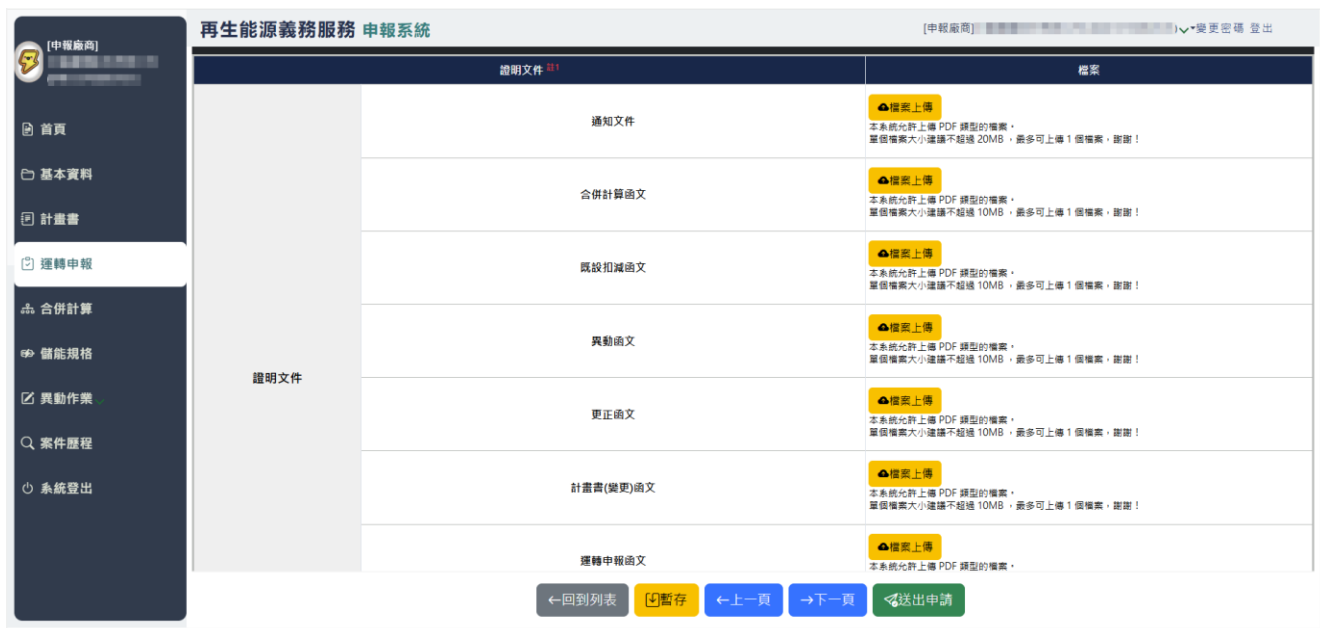 再生能源義務服務 申報系統
[申報廠商]
變更密碼 登出
[申報廠商]
首頁
基本資料
計畫書
運轉申報
合併計算
儲能規格
異動作業
案件歷程
系統登出
證明文件 註1
檔案
證明文件
通知文件
檔案上傳
本系統允許上傳 PDF 類型的檔案，
單個檔案大小建議不超過 20MB ，最多可上傳 1 個檔案，謝謝！
合併計算函文
檔案上傳
本系統允許上傳 PDF 類型的檔案，
單個檔案大小建議不超過 10MB ，最多可上傳 1 個檔案，謝謝！
既設扣減函文
檔案上傳
本系統允許上傳 PDF 類型的檔案，
單個檔案大小建議不超過 10MB ，最多可上傳 1 個檔案，謝謝！
異動函文
檔案上傳
本系統允許上傳 PDF 類型的檔案，
單個檔案大小建議不超過 10MB ，最多可上傳 1 個檔案，謝謝！
更正函文
檔案上傳
本系統允許上傳 PDF 類型的檔案，
單個檔案大小建議不超過 10MB ，最多可上傳 1 個檔案，謝謝！
計畫書(變更)函文
檔案上傳
本系統允許上傳 PDF 類型的檔案，
單個檔案大小建議不超過 10MB ，最多可上傳 1 個檔案，謝謝！
運轉申報函文
檔案上傳
本系統允許上傳 PDF 類型的檔案，
←回到列表
暫存
←上一頁
→下一頁
送出申請